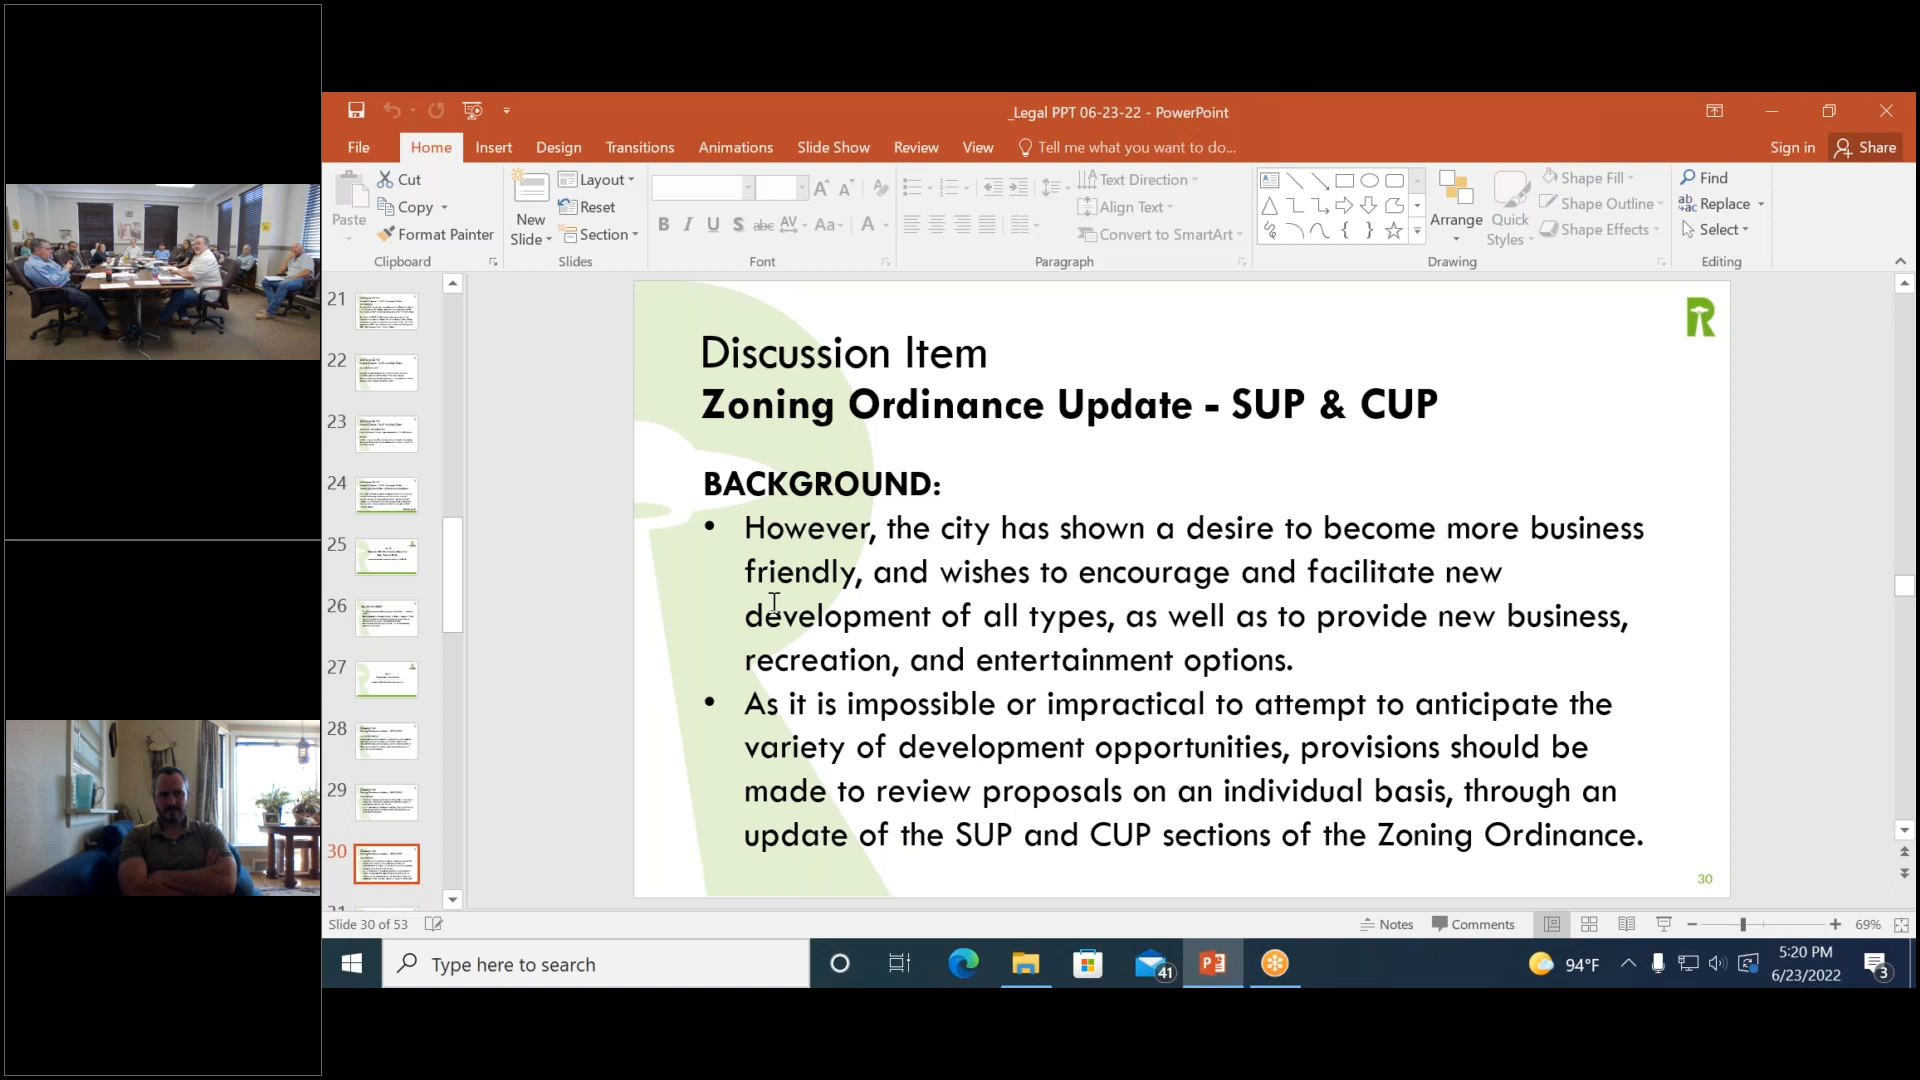 _Legal PPT 06-23-22 - PowerPoint
File Home Insert Design Transitions Animations Slide Show Review View Tell me what you want to do... Sign in Share
Paste
Cut
Copy
Format Painter
Clipboard
New
Slide
Layout
Reset
Section
Slides
B I U S abc AV Aa A
Font
Text Direction
Align Text
Convert to SmartArt
Paragraph
Arrange
Quick
Styles
Shape Fill
Shape Outline
Shape Effects
Drawing
Find
Replace
Select
Editing
21
22
23
24
25
26
27
28
29
30
31
R
Discussion Item
Zoning Ordinance Update - SUP & CUP
BACKGROUND:
• However, the city has shown a desire to become more business
friendly, and wishes to encourage and facilitate new
development of all types, as well as to provide new business,
recreation, and entertainment options.
• As it is impossible or impractical to attempt to anticipate the
variety of development opportunities, provisions should be
made to review proposals on an individual basis, through an
update of the SUP and CUP sections of the Zoning Ordinance.
30
Slide 30 of 53
Notes Comments 69%
Type here to search
41
94°F
5:20 PM
6/23/2022
3